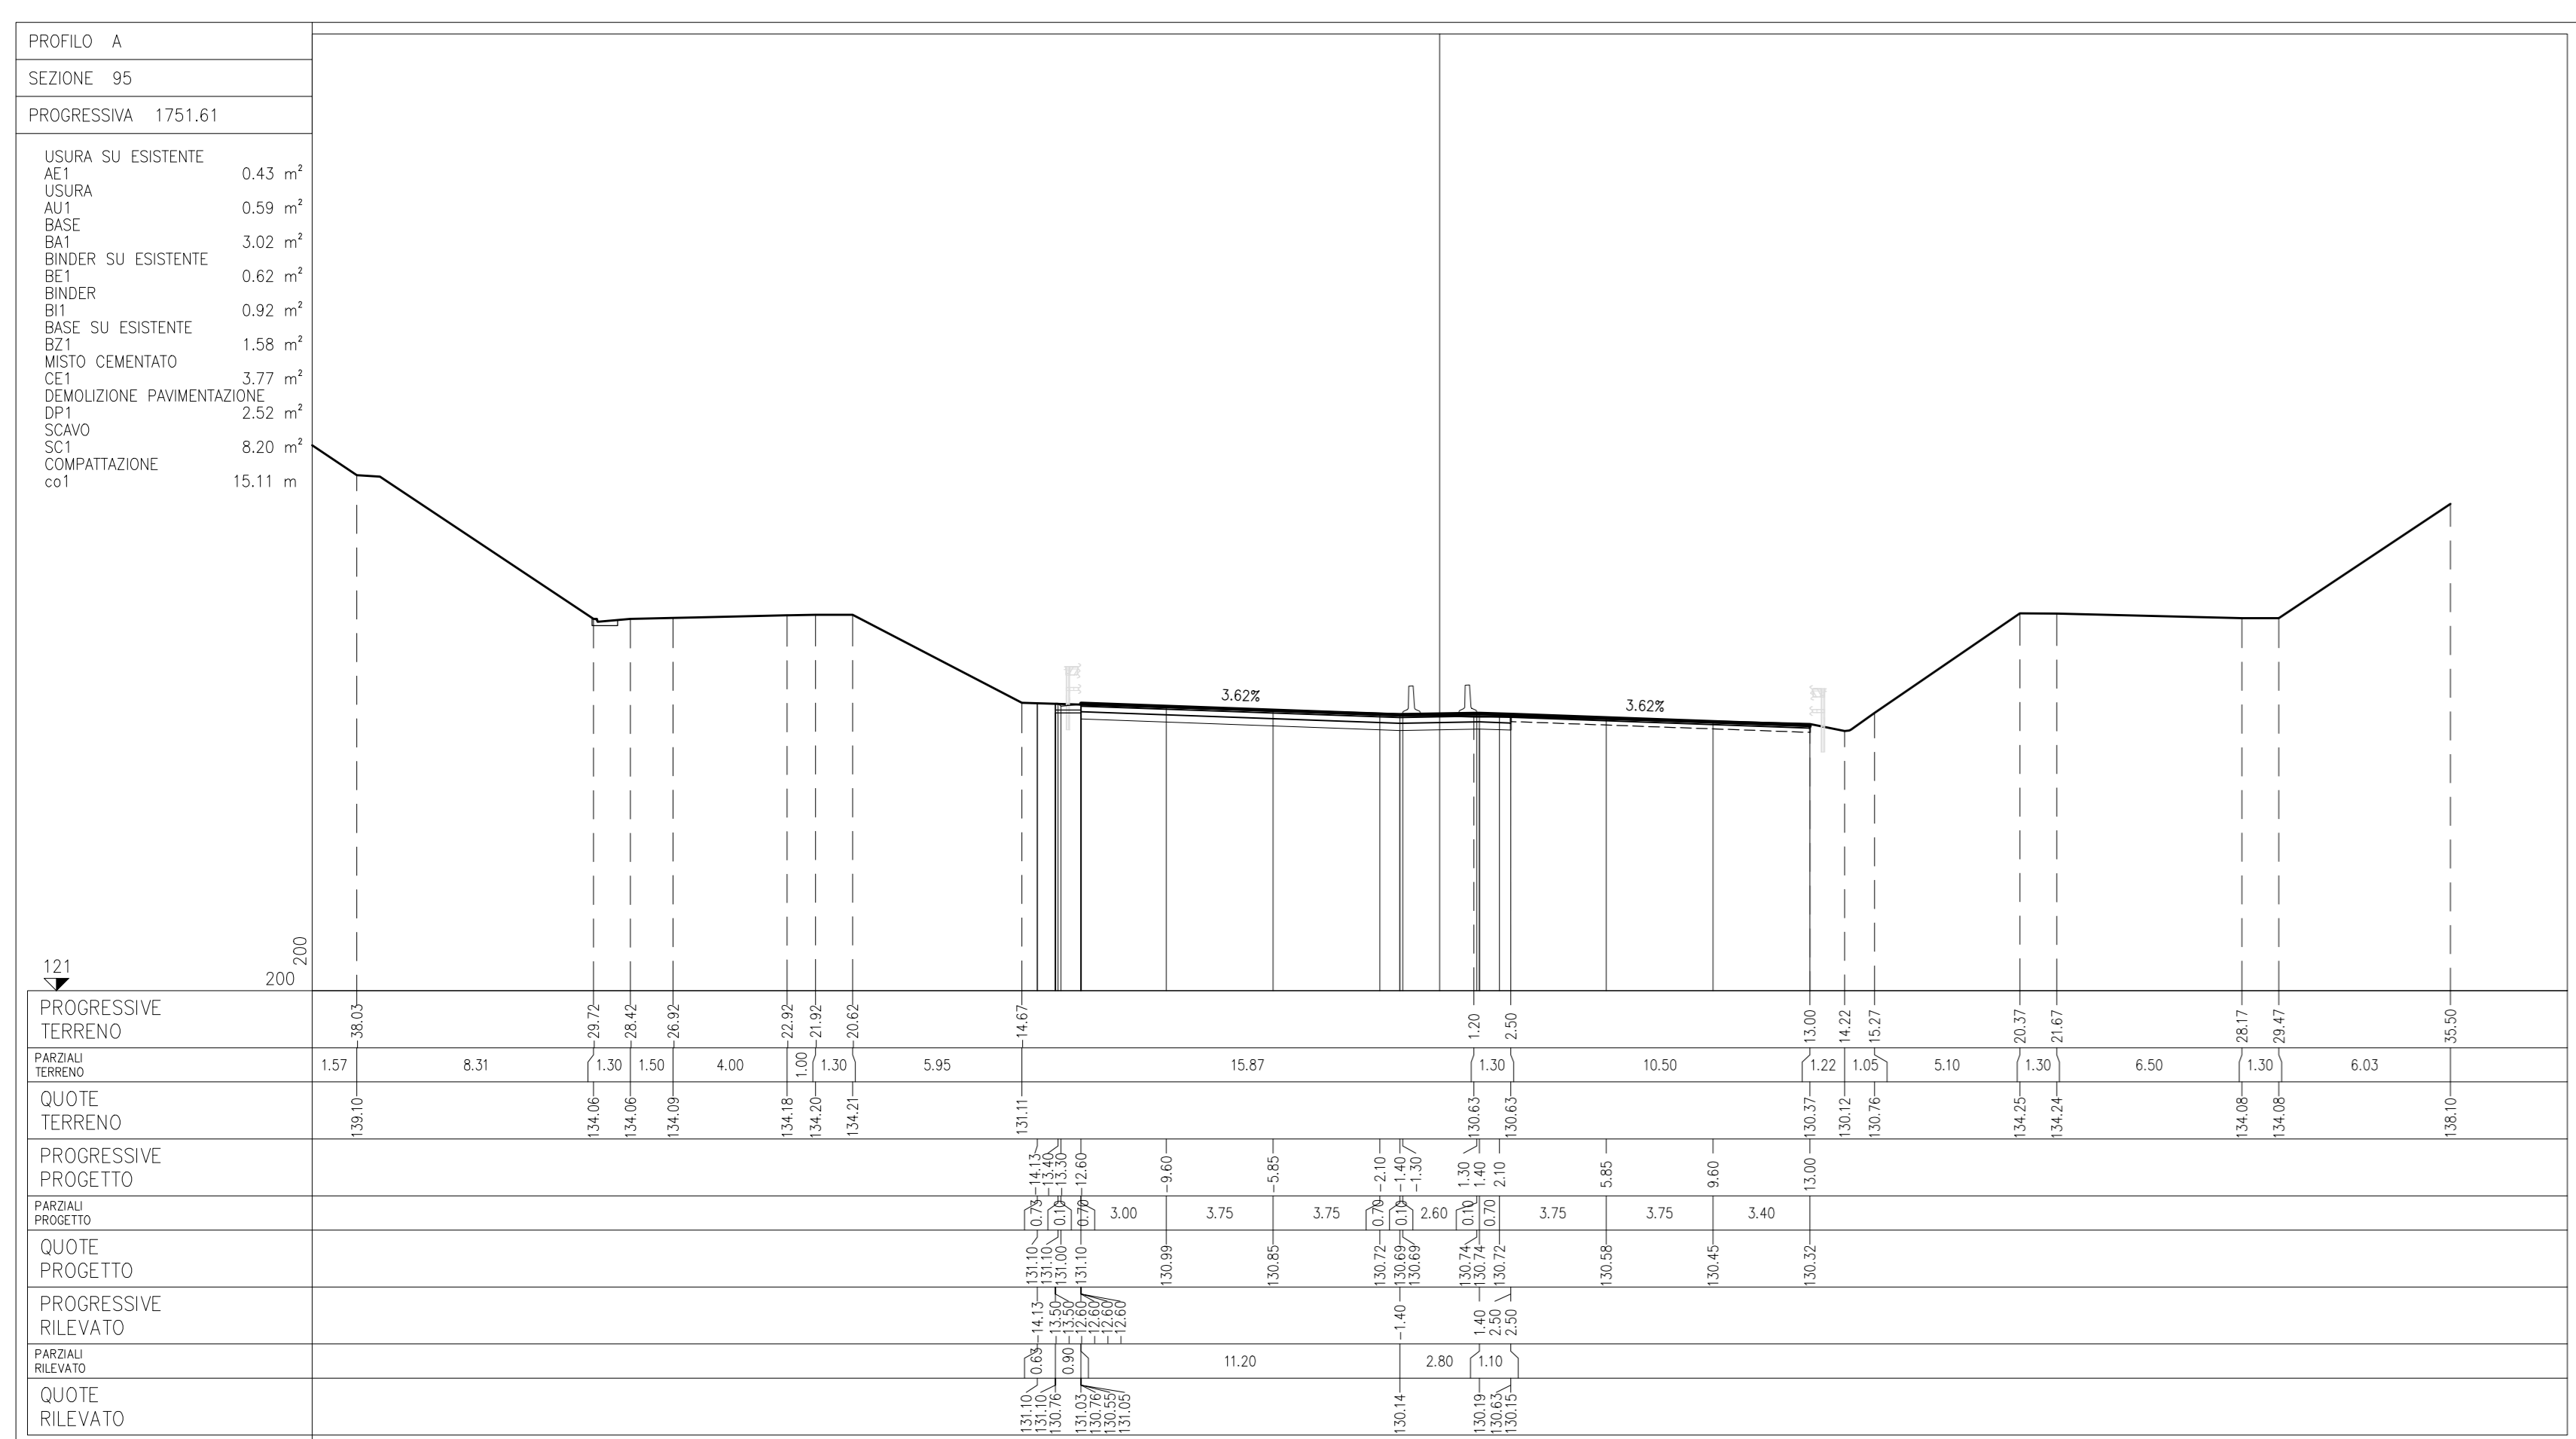 PROFILO A
SEZIONE 95
PROGRESSIVA 1751.61
USURA SU ESISTENTE
AE1 0.43 m²
USURA
AU1 0.59 m²
BASE
BA1 3.02 m²
BINDER SU ESISTENTE
BE1 0.62 m²
BINDER
BI1 0.92 m²
BASE SU ESISTENTE
BZ1 1.58 m²
MISTO CEMENTATO
CE1 3.77 m²
DEMOLIZIONE PAVIMENTAZIONE
DP1 2.52 m²
SCAVO
SC1 8.20 m²
COMPATTAZIONE
co1 15.11 m
3.62% 3.62%
200
121 200
PROGRESSIVE
TERRENO
-38.03 -29.72 -28.42 -26.92 -22.92 -21.92 -20.62 -14.67 1.20 2.50 13.00 14.22 15.27 20.37 21.67 28.17 29.47 35.50
PARZIALI
TERRENO
1.57 8.31 1.30 1.50 4.00 1.00 1.30 5.95 15.87 1.30 10.50 1.22 1.05 5.10 1.30 6.50 1.30 6.03
QUOTE
TERRENO
139.10 134.06 134.06 134.09 134.18 134.20 134.21 131.11 130.63 130.63 130.37 130.12 130.76 134.25 134.24 134.08 134.08 138.10
PROGRESSIVE
PROGETTO
-14.13 -13.40 -13.30 -12.60 -9.60 -5.85 -2.10 -1.40 -1.30 1.30 1.40 2.10 5.85 9.60 13.00
PARZIALI
PROGETTO
0.73 0.10 0.70 3.00 3.75 3.75 0.70 0.10 2.60 0.10 0.70 3.75 3.75 3.40
QUOTE
PROGETTO
131.10 131.10 131.00 131.10 130.99 130.85 130.72 130.69 130.69 130.74 130.74 130.72 130.58 130.45 130.32
PROGRESSIVE
RILEVATO
-14.13 -13.50 -13.50 -12.60 -12.60 -12.60 -12.60 -1.40 1.40 2.50 2.50
PARZIALI
RILEVATO
0.63 0.90 11.20 2.80 1.10
QUOTE
RILEVATO
131.10 131.10 130.76 131.03 130.76 130.55 131.05 130.14 130.19 130.63 130.15